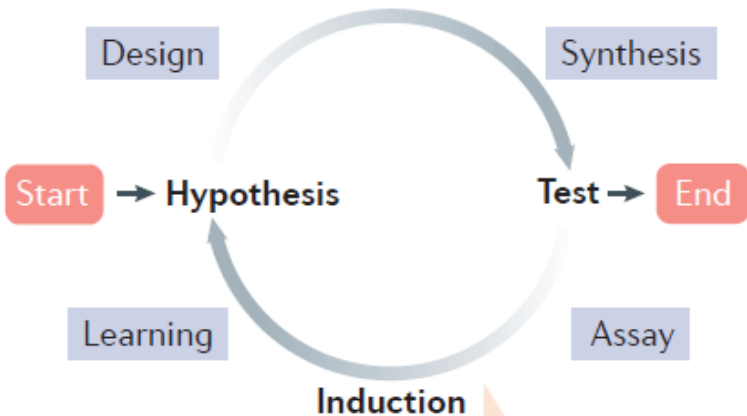 Design
Synthesis
Start
Hypothesis
Test
End
Learning
Assay
Induction